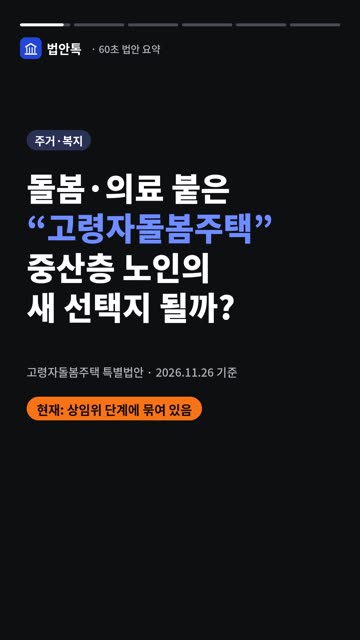 법안톡 · 60초 법안 요약
주거·복지
돌봄·의료 붙은
“고령자돌봄주택”
중산층 노인의
새 선택지 될까?
고령자돌봄주택 특별법안 · 2026.11.26 기준
현재: 상임위 단계에 묶여 있음